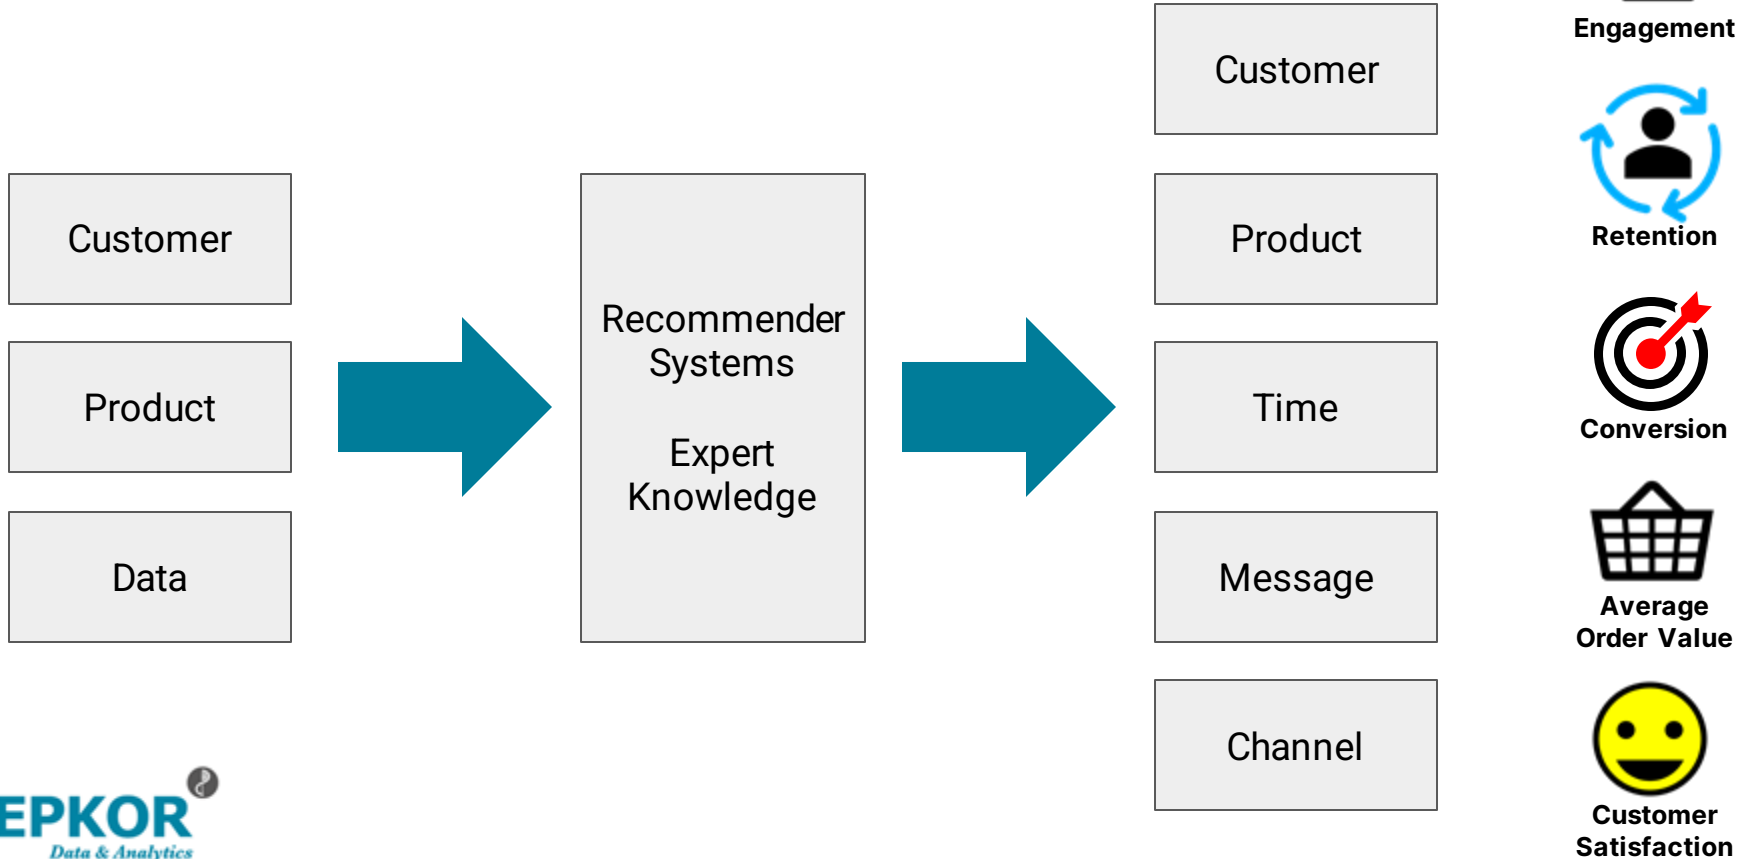 Customer
Product
Data
Recommender
Systems
Expert
Knowledge
Customer
Product
Time
Message
Channel
Engagement
Retention
Conversion
Average
Order Value
Customer
Satisfaction
EPKOR
Data & Analytics